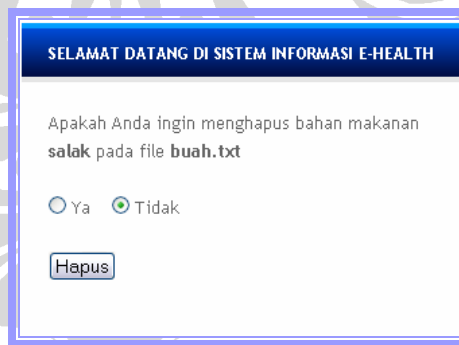 SELAMAT DATANG DI SISTEM INFORMASI E-HEALTH
Apakah Anda ingin menghapus bahan makanan
salak pada file buah.txt
Ya Tidak
Hapus